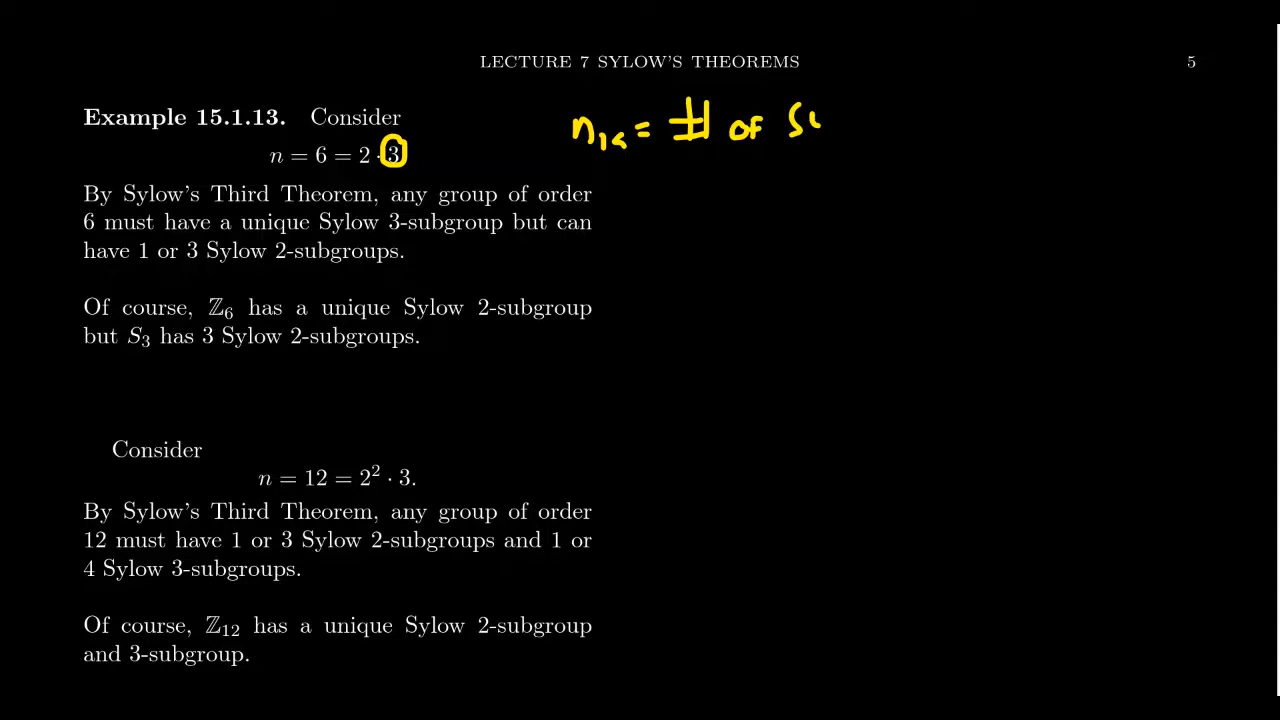 LECTURE 7 SYLOW'S THEOREMS 5
Example 15.1.13. Consider
n = 6 = 2 · 3
= # of
By Sylow's Third Theorem, any group of order
6 must have a unique Sylow 3-subgroup but can
have 1 or 3 Sylow 2-subgroups.
Of course, ℤ₆ has a unique Sylow 2-subgroup
but S₃ has 3 Sylow 2-subgroups.
Consider
n = 12 = 2² · 3.
By Sylow's Third Theorem, any group of order
12 must have 1 or 3 Sylow 2-subgroups and 1 or
4 Sylow 3-subgroups.
Of course, ℤ₁₂ has a unique Sylow 2-subgroup
and 3-subgroup.